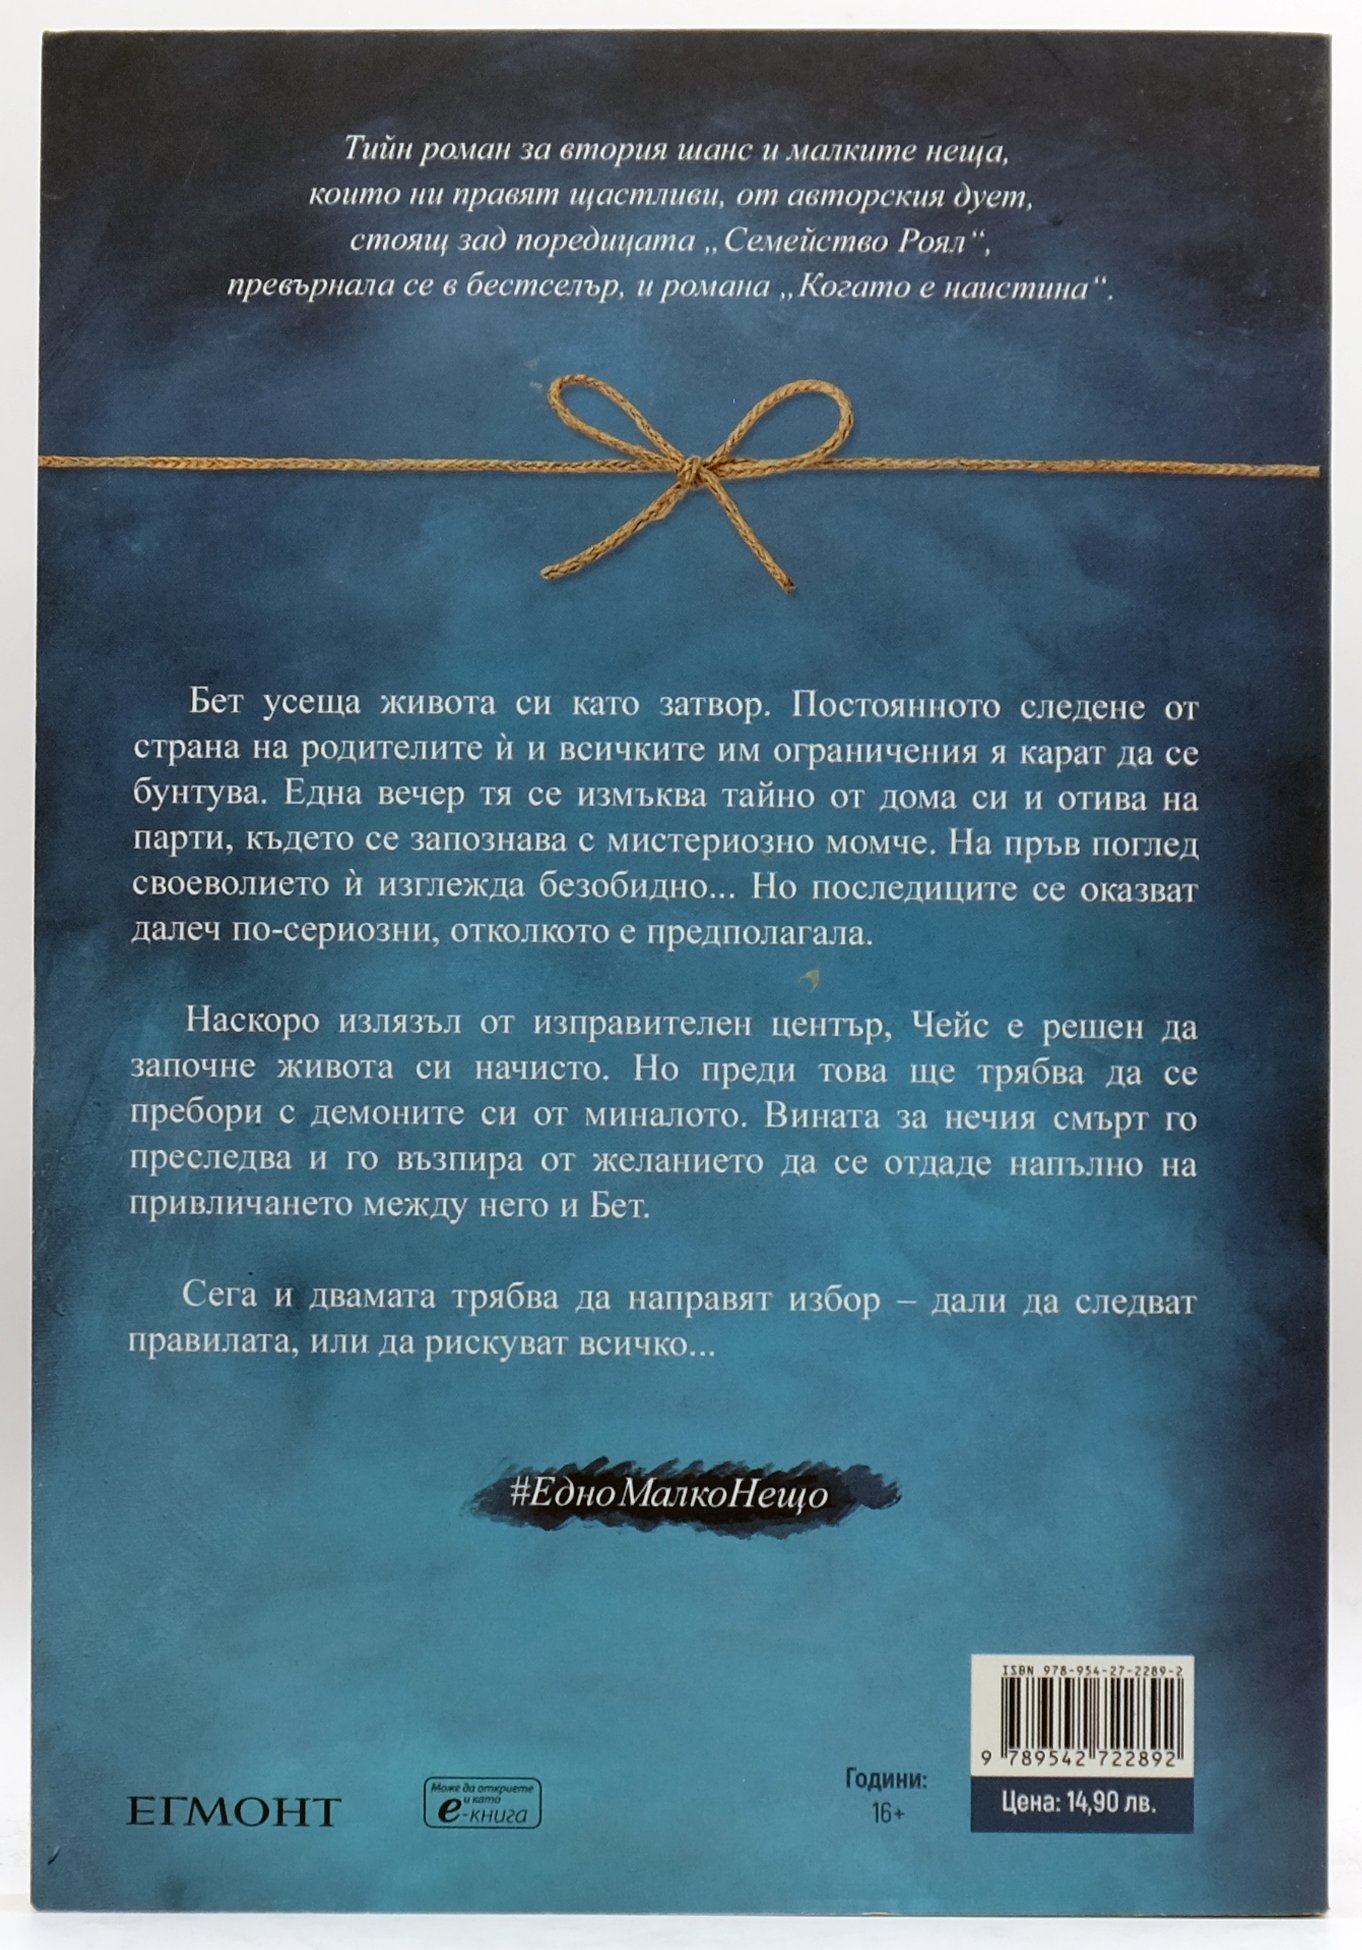 Тийн роман за втория шанс и малките неща,
които ни правят щастливи, от авторския дует,
стоящ зад поредицата „Семейство Роял“,
превърнала се в бестселър, и романа „Когато е наистина“.
Бет усеща живота си като затвор. Постоянното следене от
страна на родителите ѝ и всичките им ограничения я карат да се
бунтува. Една вечер тя се измъква тайно от дома си и отива на
парти, където се запознава с мистериозно момче. На пръв поглед
своеволието ѝ изглежда безобидно... Но последиците се оказват
далеч по-сериозни, отколкото е предполагала.
Наскоро излязъл от изправителен център, Чейс е решен да
започне живота си начисто. Но преди това ще трябва да се
пребори с демоните си от миналото. Вината за нечия смърт го
преследва и го възпира от желанието да се отдаде напълно на
привличането между него и Бет.
Сега и двамата трябва да направят избор – дали да следват
правилата, или да рискуват всичко...
#ЕдноМалкоНещо
ISBN 978-954-27-2289-2
9 789542 722892
Цена: 14,90 лв.
Години:
16+
ЕГМОНТ
Може да откриете
и като
е-книга